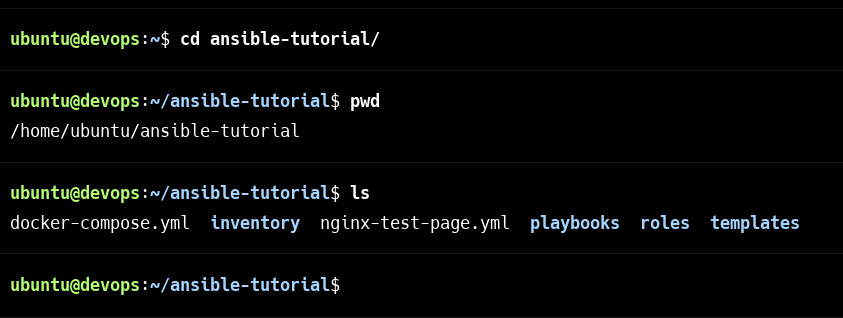 ubuntu@devops:~$ cd ansible-tutorial/
ubuntu@devops:~/ansible-tutorial$ pwd
/home/ubuntu/ansible-tutorial
ubuntu@devops:~/ansible-tutorial$ ls
docker-compose.yml  inventory  nginx-test-page.yml  playbooks  roles  templates
ubuntu@devops:~/ansible-tutorial$